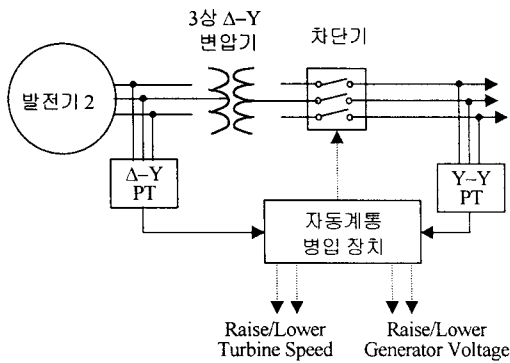 3상 Δ–Y
변압기
차단기
발전기 2
Δ–Y
PT
Y~Y
PT
자동계통
병입 장치
Raise/Lower
Turbine Speed
Raise/Lower
Generator Voltage